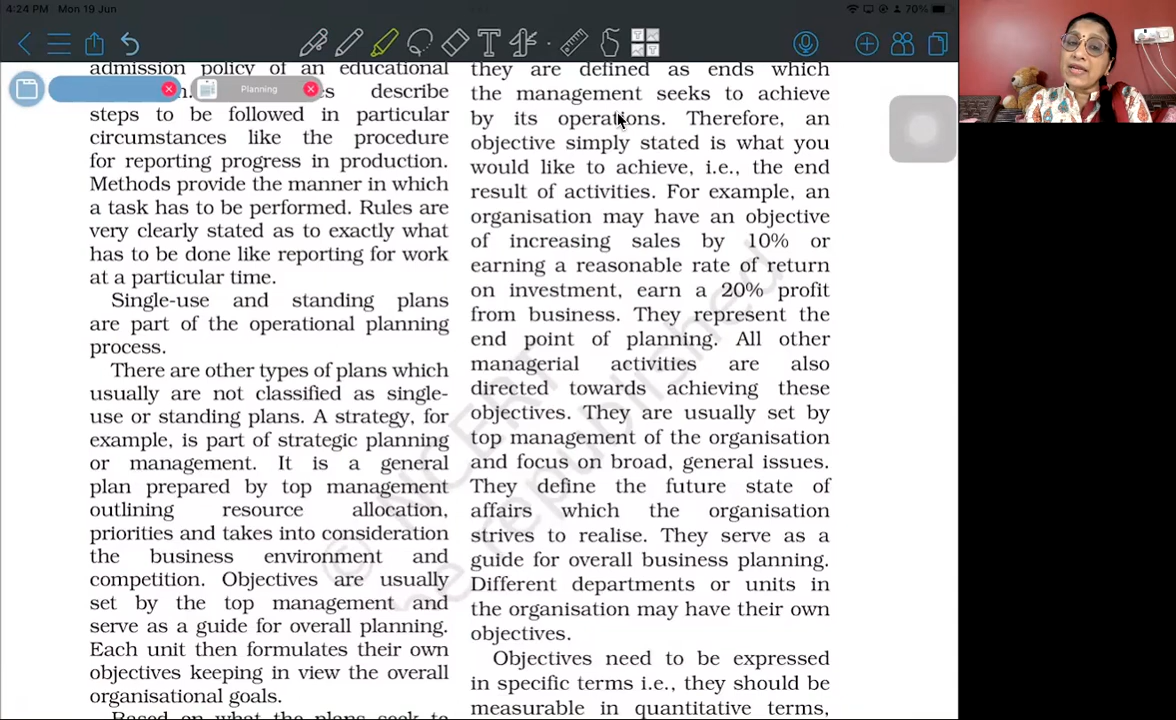 4:24 PM Mon 19 Jun
70%
Planning
admission policy of an educational
es describe
steps to be followed in particular
circumstances like the procedure
for reporting progress in production.
Methods provide the manner in which
a task has to be performed. Rules are
very clearly stated as to exactly what
has to be done like reporting for work
at a particular time.
Single-use and standing plans
are part of the operational planning
process.
There are other types of plans which
usually are not classified as single-
use or standing plans. A strategy, for
example, is part of strategic planning
or management. It is a general
plan prepared by top management
outlining resource allocation,
priorities and takes into consideration
the business environment and
competition. Objectives are usually
set by the top management and
serve as a guide for overall planning.
Each unit then formulates their own
objectives keeping in view the overall
organisational goals.
Based on what the plans seek to
they are defined as ends which
the management seeks to achieve
by its operations. Therefore, an
objective simply stated is what you
would like to achieve, i.e., the end
result of activities. For example, an
organisation may have an objective
of increasing sales by 10% or
earning a reasonable rate of return
on investment, earn a 20% profit
from business. They represent the
end point of planning. All other
managerial activities are also
directed towards achieving these
objectives. They are usually set by
top management of the organisation
and focus on broad, general issues.
They define the future state of
affairs which the organisation
strives to realise. They serve as a
guide for overall business planning.
Different departments or units in
the organisation may have their own
objectives.
Objectives need to be expressed
in specific terms i.e., they should be
measurable in quantitative terms,
© NCERT
be republished